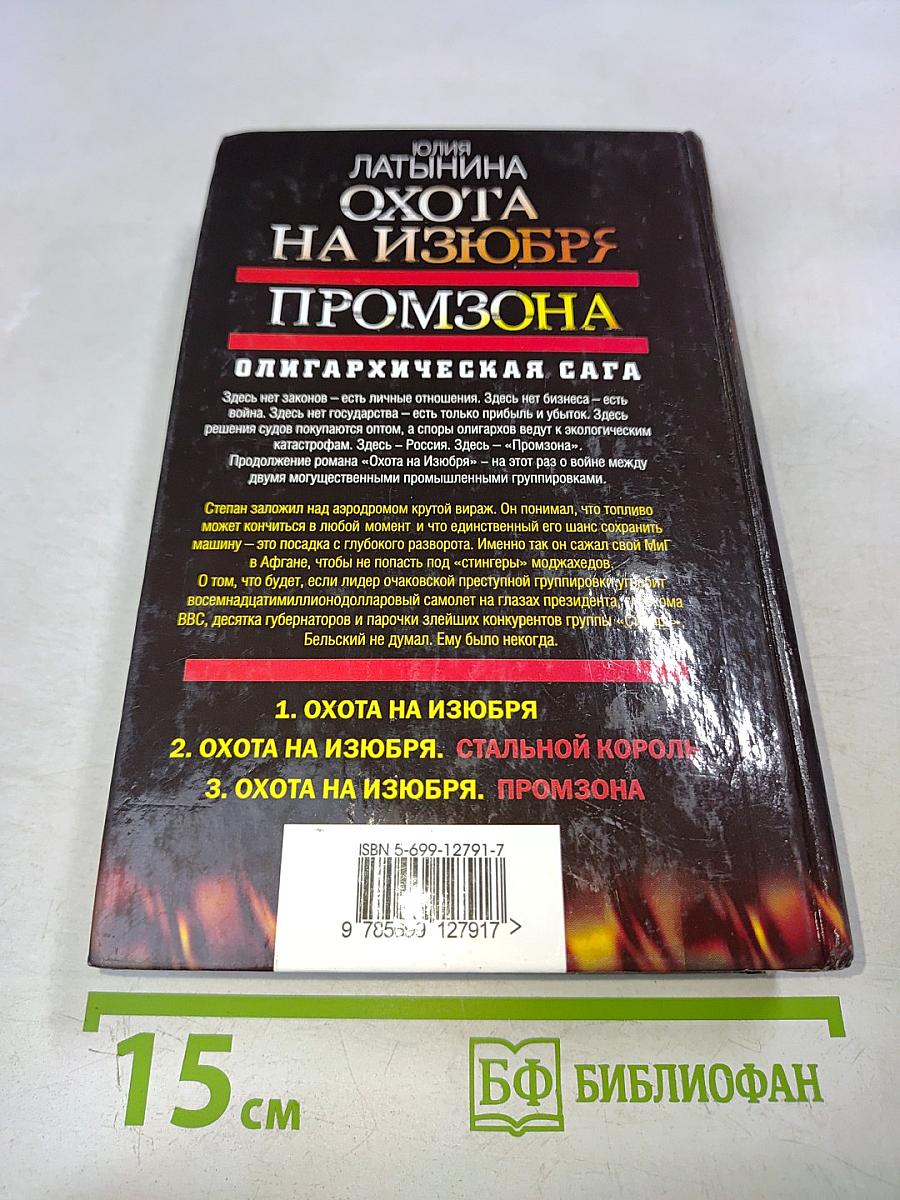 ЮЛИЯ
ЛАТЫНИНА
ОХОТА
НА ИЗЮБРЯ
ПРОМЗОНА
ОЛИГАРХИЧЕСКАЯ САГА
Здесь нет законов – есть личные отношения. Здесь нет бизнеса – есть
война. Здесь нет государства – есть только прибыль и убыток. Здесь
решения судов покупаются оптом, а споры олигархов ведут к экологическим
катастрофам. Здесь – Россия. Здесь – «Промзона».
Продолжение романа «Охота на Изюбря» – на этот раз о войне между
двумя могущественными промышленными группировками.
Степан заложил над аэродромом крутой вираж. Он понимал, что топливо
может кончиться в любой момент и что единственный его шанс сохранить
машину – это посадка с глубокого разворота. Именно так он сажал свой МиГ
в Афгане, чтобы не попасть под «стингеры» моджахедов.
О том, что будет, если лидер очаковской преступной группировки угробит
восемнадцатимиллионодолларовый самолет на глазах президента,
ВВС, десятка губернаторов и парочки злейших конкурентов группы
Бельский не думал. Ему было некогда.
1. ОХОТА НА ИЗЮБРЯ
2. ОХОТА НА ИЗЮБРЯ. СТАЛЬНОЙ КОРОЛЬ
3. ОХОТА НА ИЗЮБРЯ. ПРОМЗОНА
ISBN 5-699-12791-7
9 785699 127917 >
15 см
БФ БИБЛИОФАН